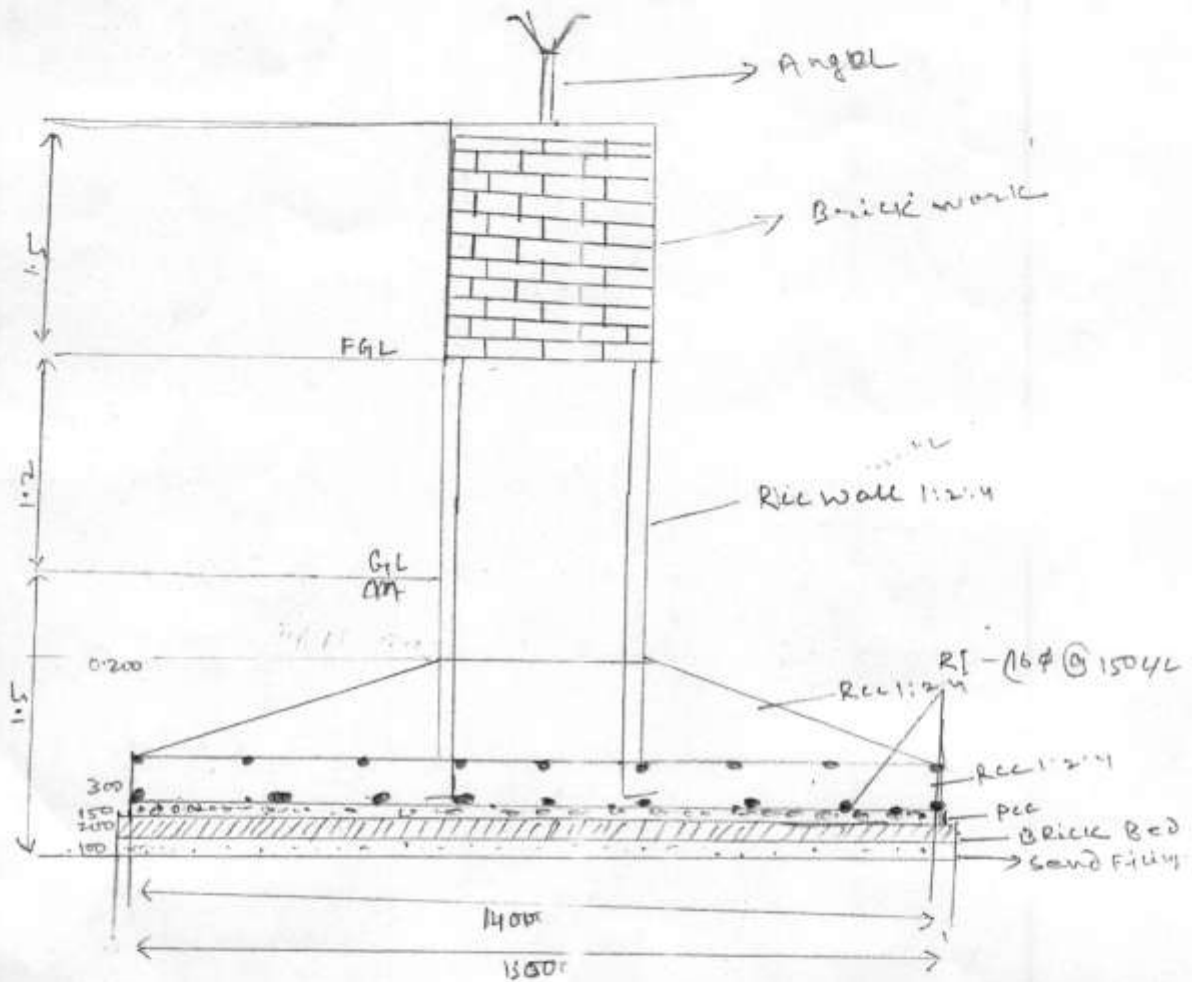 Angel
Brick work
1.5
FGL
1.2
Rcc wall 1:2:4
GL
0.200
RI - 16 φ @ 150 c/c
Rcc 1:2:4
1.5
300
Rcc 1:2:4
150
Pcc
200
BRICK Bed
100
Sand Filing
1400
1500